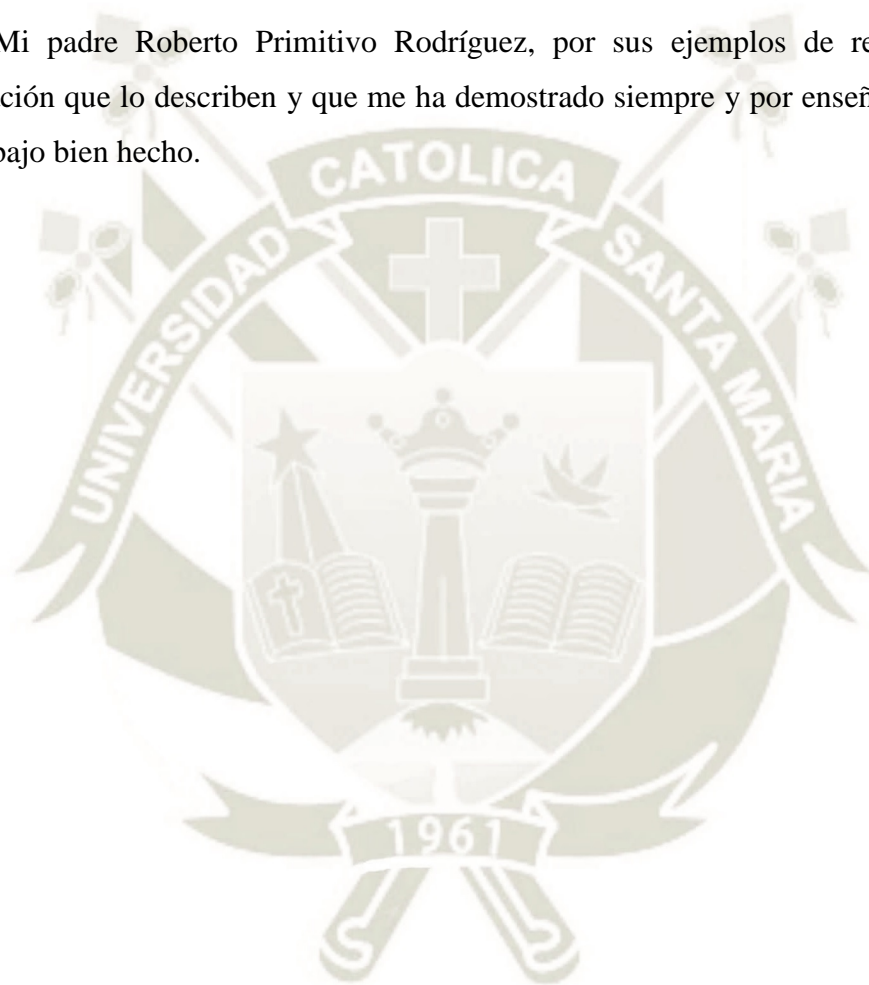 Mi padre Roberto Primitivo Rodríguez, por sus ejemplos de re
ción que lo describen y que me ha demostrado siempre y por enseñ
bajo bien hecho.
CATOLICA
UNIVERSIDAD
SANTA MARIA
1961